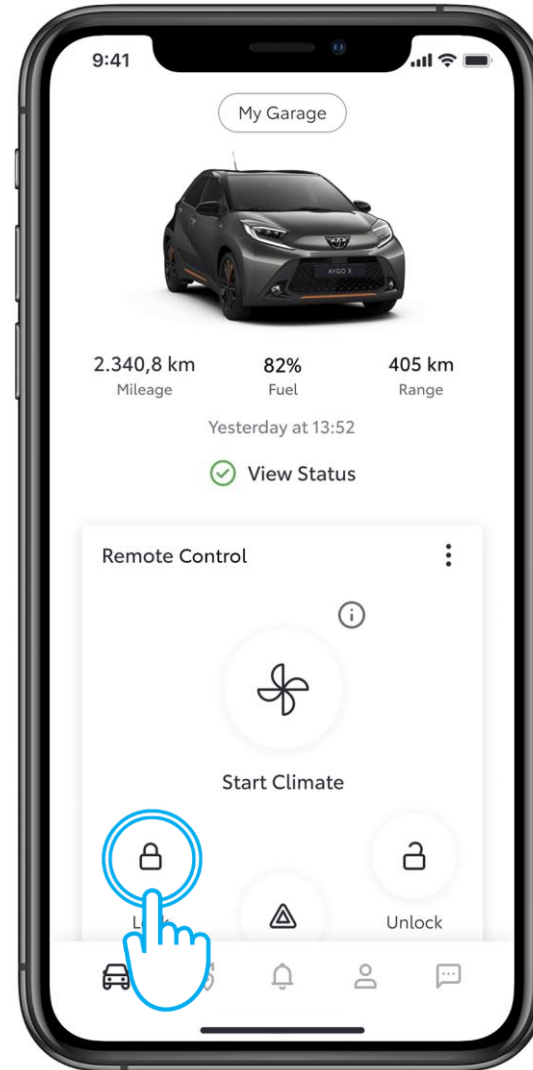 9:41
My Garage
AYGO X
2.340,8 km 82% 405 km
Mileage Fuel Range
Yesterday at 13:52
View Status
Remote Control
Start Climate
Unlock